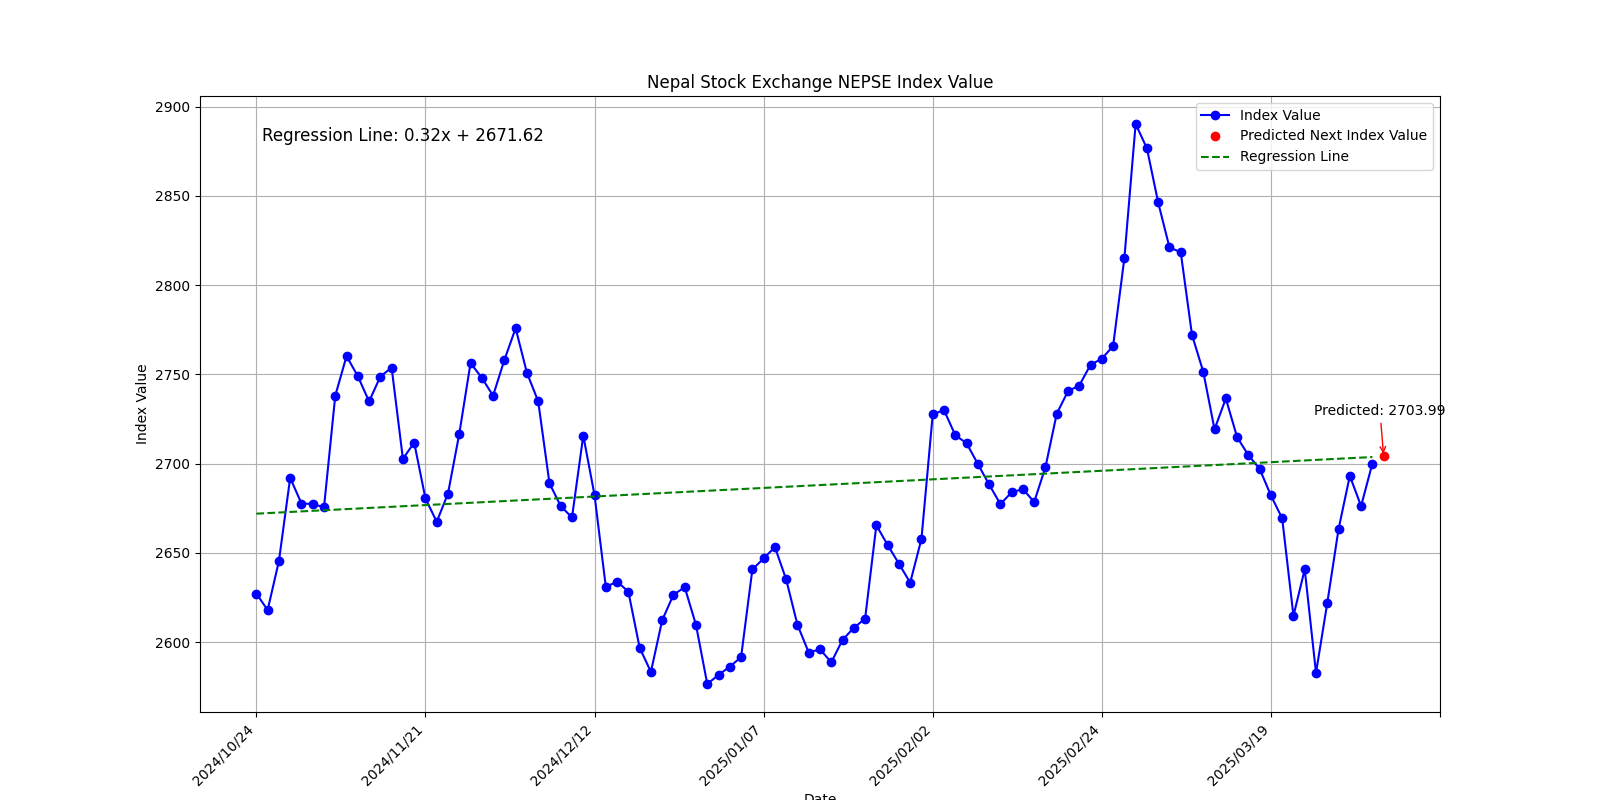 Nepal Stock Exchange NEPSE Index Value
Regression Line: 0.32x + 2671.62
Index Value
Predicted Next Index Value
Regression Line
2900
2850
2800
2750
2700
2650
2600
Index Value
Predicted: 2703.99
2024/10/24
2024/11/21
2024/12/12
2025/01/07
2025/02/02
2025/02/24
2025/03/19
Date